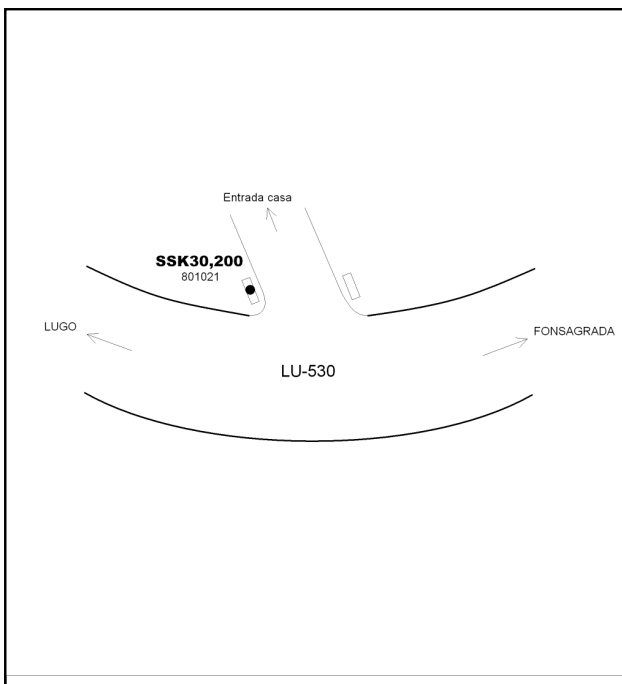 Entrada casa
SSK30,200
801021
LUGO
FONSAGRADA
LU-530